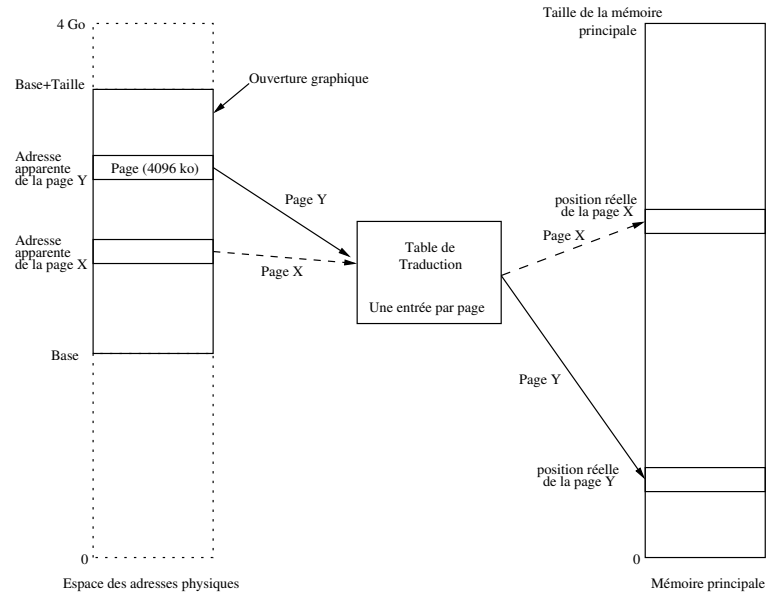 4 Go
Taille de la mémoire
principale
Base+Taille
Ouverture graphique
Adresse
apparente
de la page Y
Page (4096 ko)
Page Y
position réelle
de la page X
Adresse
apparente
de la page X
Page X
Table de
Traduction
Page X
Une entrée par page
Base
Page Y
position réelle
de la page Y
0
0
Espace des adresses physiques
Mémoire principale